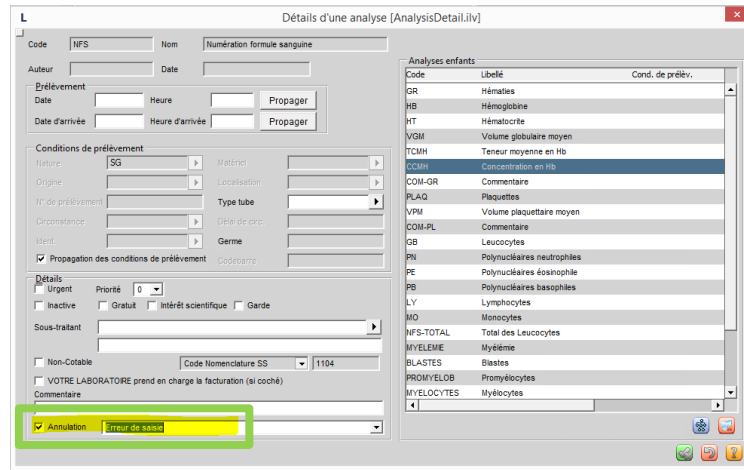 L Détails d'une analyse [AnalysisDetail.ilv]
Code NFS Nom Numération formule sanguine
Auteur Date
Prélèvement
Date Heure Propager
Date d'arrivée Heure d'arrivée Propager
Conditions de prélèvement
Nature SG Matériel
Origine Localisation
N° de prélèvement Type tube
Circonstance Délai de circ.
Ident. Germe
Propagation des conditions de prélèvement Codebarre
Détails
Urgent Priorité 0
Inactive Gratuit Intérêt scientifique Garde
Sous-traitant
Non-Cotable Code Nomenclature SS 1104
VOTRE LABORATOIRE prend en charge la facturation (si coché)
Commentaire
Annulation Erreur de saisie
Analyses enfants
Code Libellé Cond. de prélèv.
GR Hématies
HB Hémoglobine
HT Hématocrite
VGM Volume globulaire moyen
TCMH Teneur moyenne en Hb
CCMH Concentration en Hb
COM-GR Commentaire
PLAQ Plaquettes
VPM Volume plaquettaire moyen
COM-PL Commentaire
GB Leucocytes
PN Polynucléaires neutrophiles
PE Polynucléaires éosinophile
PB Polynucléaires basophiles
LY Lymphocytes
MO Monocytes
NFS-TOTAL Total des Leucocytes
MYELEMIE Myélémie
BLASTES Blastes
PROMYELOB Promyélocytes
MYELOCYTES Myélocytes